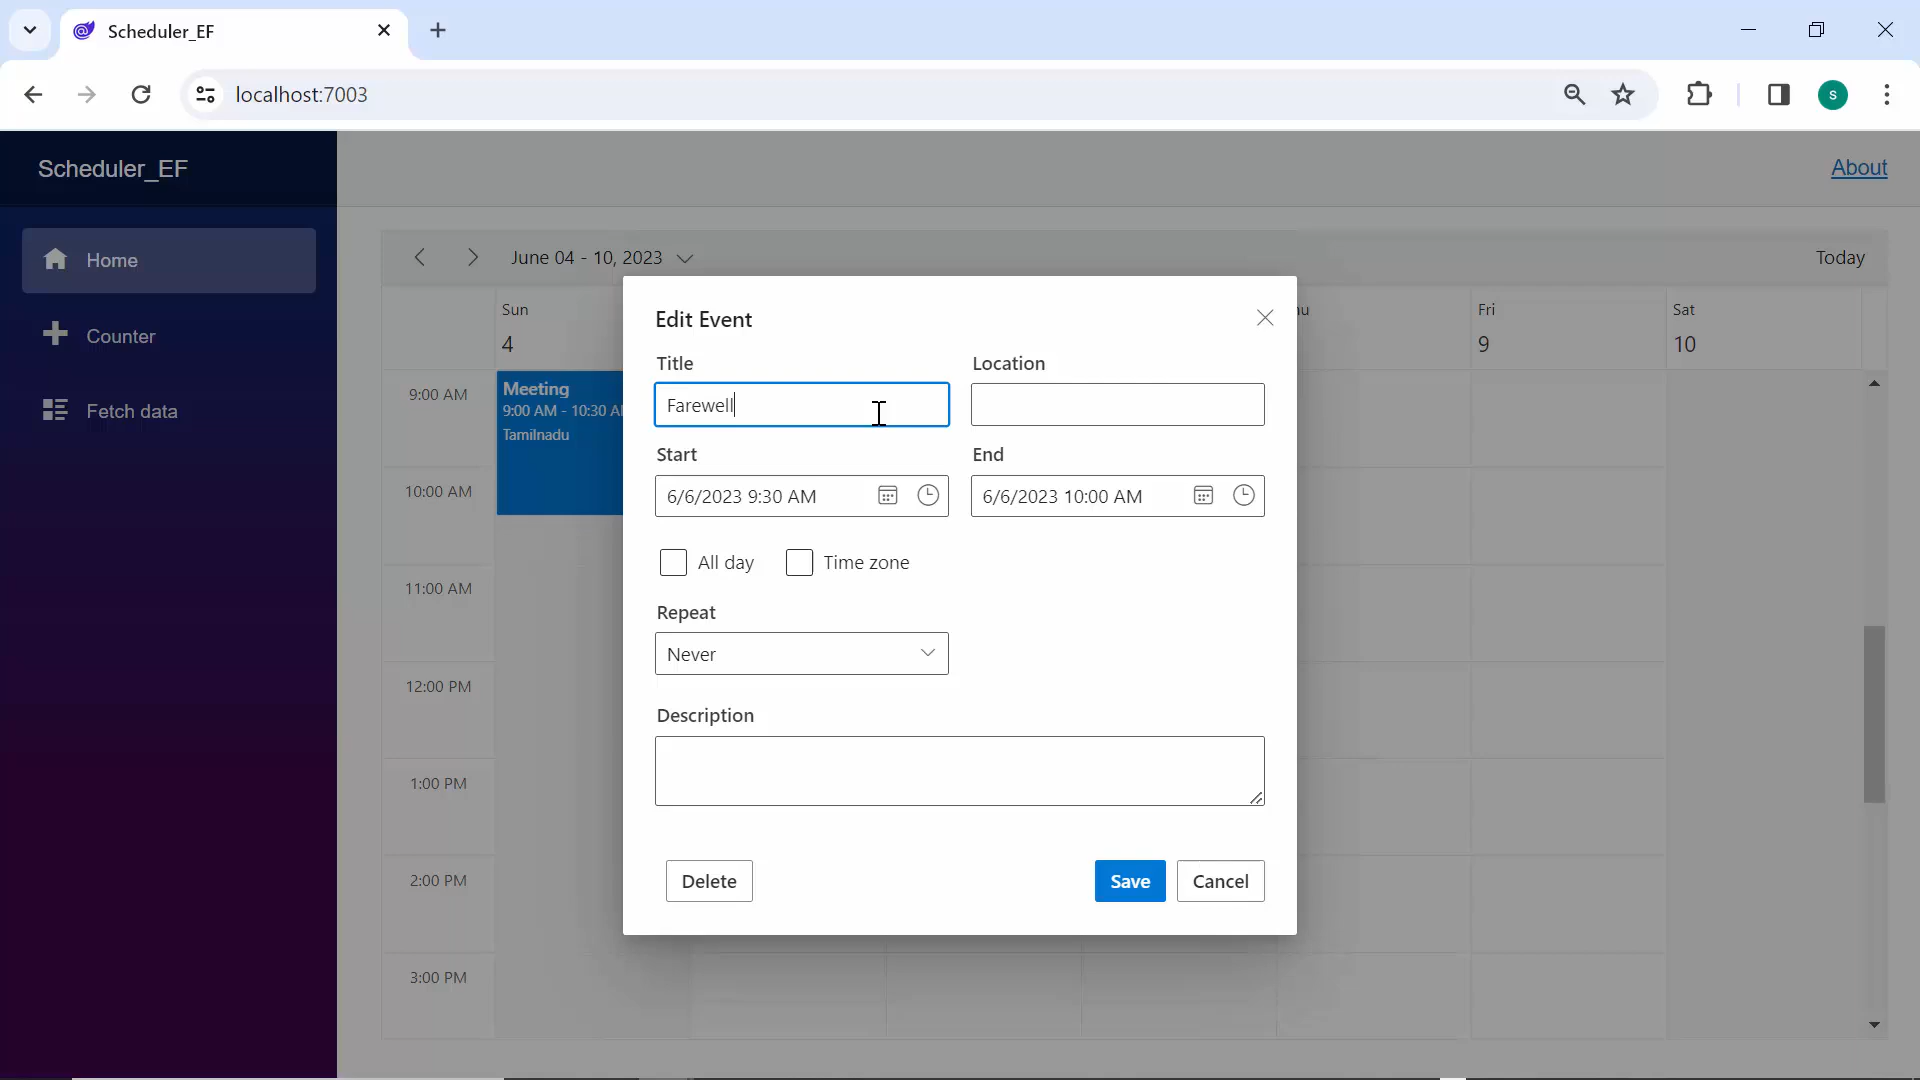 Scheduler_EF
localhost:7003
S
Scheduler_EF
About
Home
Counter
Fetch data
June 04 - 10, 2023
Today
Sun
4
Fri
9
Sat
10
9:00 AM
10:00 AM
11:00 AM
12:00 PM
1:00 PM
2:00 PM
3:00 PM
Meeting
9:00 AM - 10:30 A
Tamilnadu
Edit Event
Title
Location
Farewell
Start
End
6/6/2023 9:30 AM
6/6/2023 10:00 AM
All day
Time zone
Repeat
Never
Description
Delete
Save
Cancel